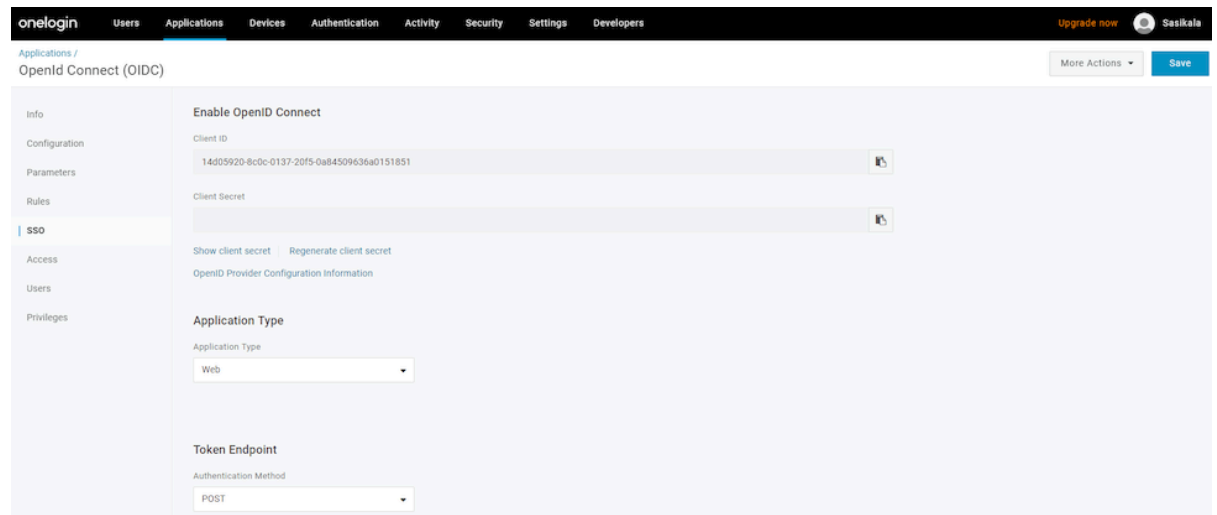 onelogin Users Applications Devices Authentication Activity Security Settings Developers Upgrade now Sasikala
Applications /
OpenId Connect (OIDC)
More Actions Save
Info
Configuration
Parameters
Rules
SSO
Access
Users
Privileges
Enable OpenID Connect
Client ID
14d05920-8c0c-0137-20f5-0a84509636a0151851
Client Secret
Show client secret Regenerate client secret
OpenID Provider Configuration Information
Application Type
Application Type
Web
Token Endpoint
Authentication Method
POST